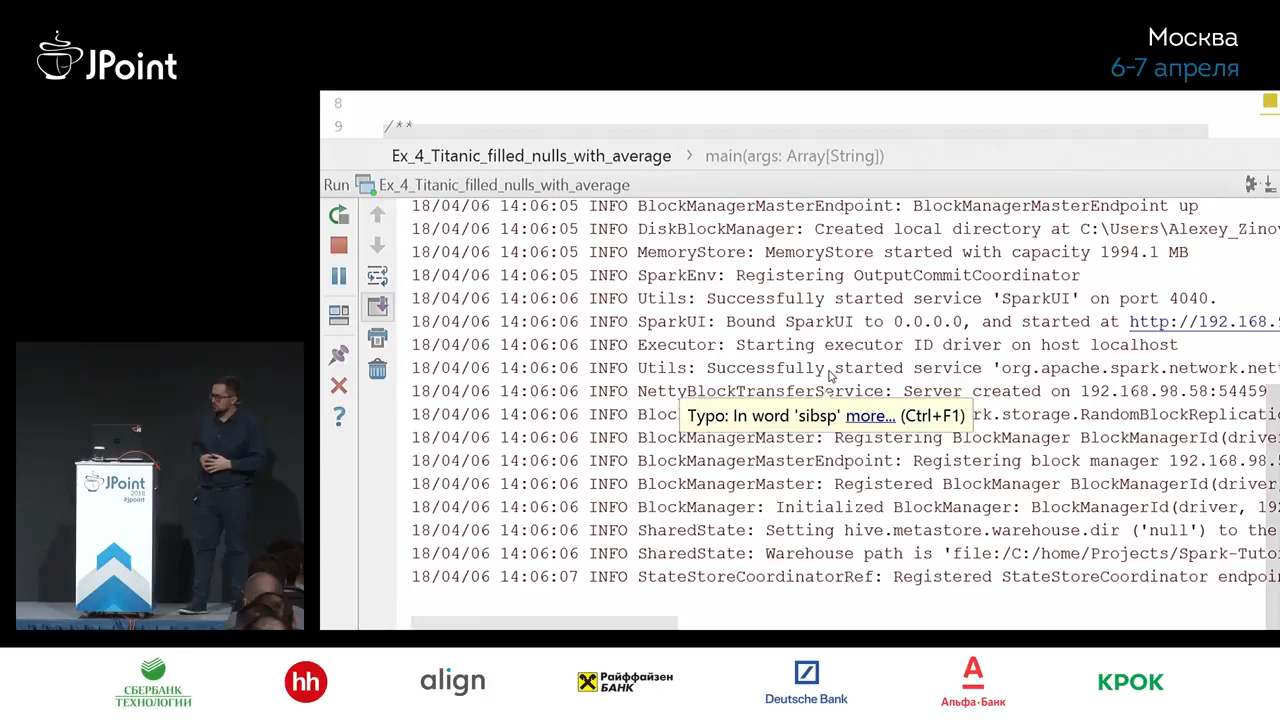 JPoint
Москва
6-7 апреля
8
9 /**
Ex_4_Titanic_filled_nulls_with_average > main(args: Array[String])
Run Ex_4_Titanic_filled_nulls_with_average
18/04/06 14:06:05 INFO BlockManagerMasterEndpoint: BlockManagerMasterEndpoint up
18/04/06 14:06:05 INFO DiskBlockManager: Created local directory at C:\Users\Alexey_Zinov
18/04/06 14:06:05 INFO MemoryStore: MemoryStore started with capacity 1994.1 MB
18/04/06 14:06:05 INFO SparkEnv: Registering OutputCommitCoordinator
18/04/06 14:06:06 INFO Utils: Successfully started service 'SparkUI' on port 4040.
18/04/06 14:06:06 INFO SparkUI: Bound SparkUI to 0.0.0.0, and started at http://192.168.9
18/04/06 14:06:06 INFO Executor: Starting executor ID driver on host localhost
18/04/06 14:06:06 INFO Utils: Successfully started service 'org.apache.spark.network.nett
18/04/06 14:06:06 INFO NettyBlockTransferService: Server created on 192.168.98.58:54459
18/04/06 14:06:06 INFO Bloc rk.storage.RandomBlockReplicatio
Typo: In word 'sibsp' more... (Ctrl+F1)
18/04/06 14:06:06 INFO BlockManagerMaster: Registering BlockManager BlockManagerId(driver
18/04/06 14:06:06 INFO BlockManagerMasterEndpoint: Registering block manager 192.168.98.5
18/04/06 14:06:06 INFO BlockManagerMaster: Registered BlockManager BlockManagerId(driver,
18/04/06 14:06:06 INFO BlockManager: Initialized BlockManager: BlockManagerId(driver, 192
18/04/06 14:06:06 INFO SharedState: Setting hive.metastore.warehouse.dir ('null') to the
18/04/06 14:06:06 INFO SharedState: Warehouse path is 'file:/C:/home/Projects/Spark-Tutor
18/04/06 14:06:07 INFO StateStoreCoordinatorRef: Registered StateStoreCoordinator endpoin
JPoint
2018
#jpoint
СБЕРБАНК
ТЕХНОЛОГИИ
hh
align
Райффайзен
БАНК
Deutsche Bank
Альфа·Банк
КРОК